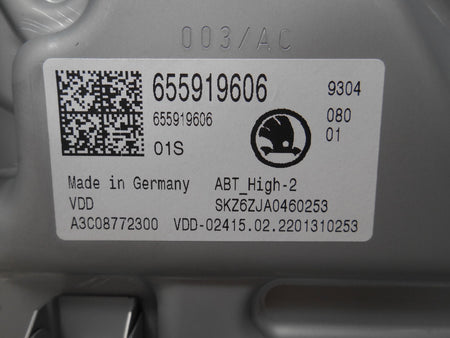 003/AC
655919606 9304
655919606 080
01S 01
Made in Germany ABT_High-2
VDD SKZ6ZJA0460253
A3C08772300 VDD-02415.02.2201310253